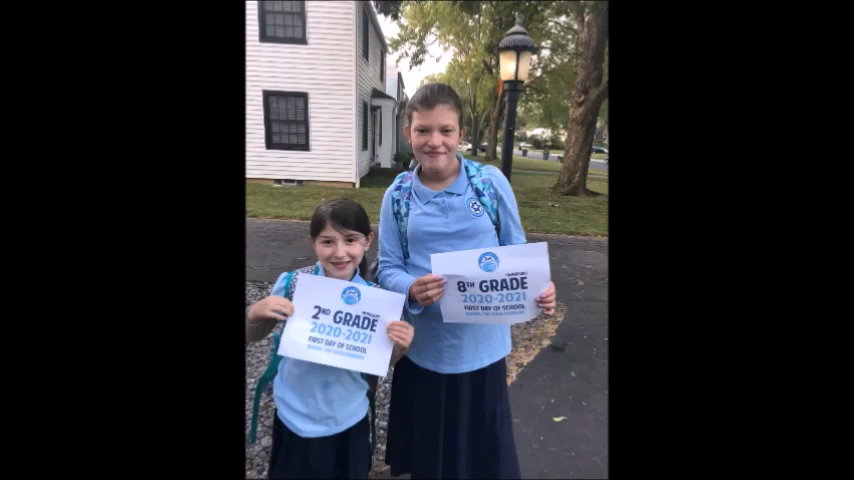 2ND GRADE
2020-2021
FIRST DAY OF SCHOOL
8TH GRADE
2020-2021
FIRST DAY OF SCHOOL